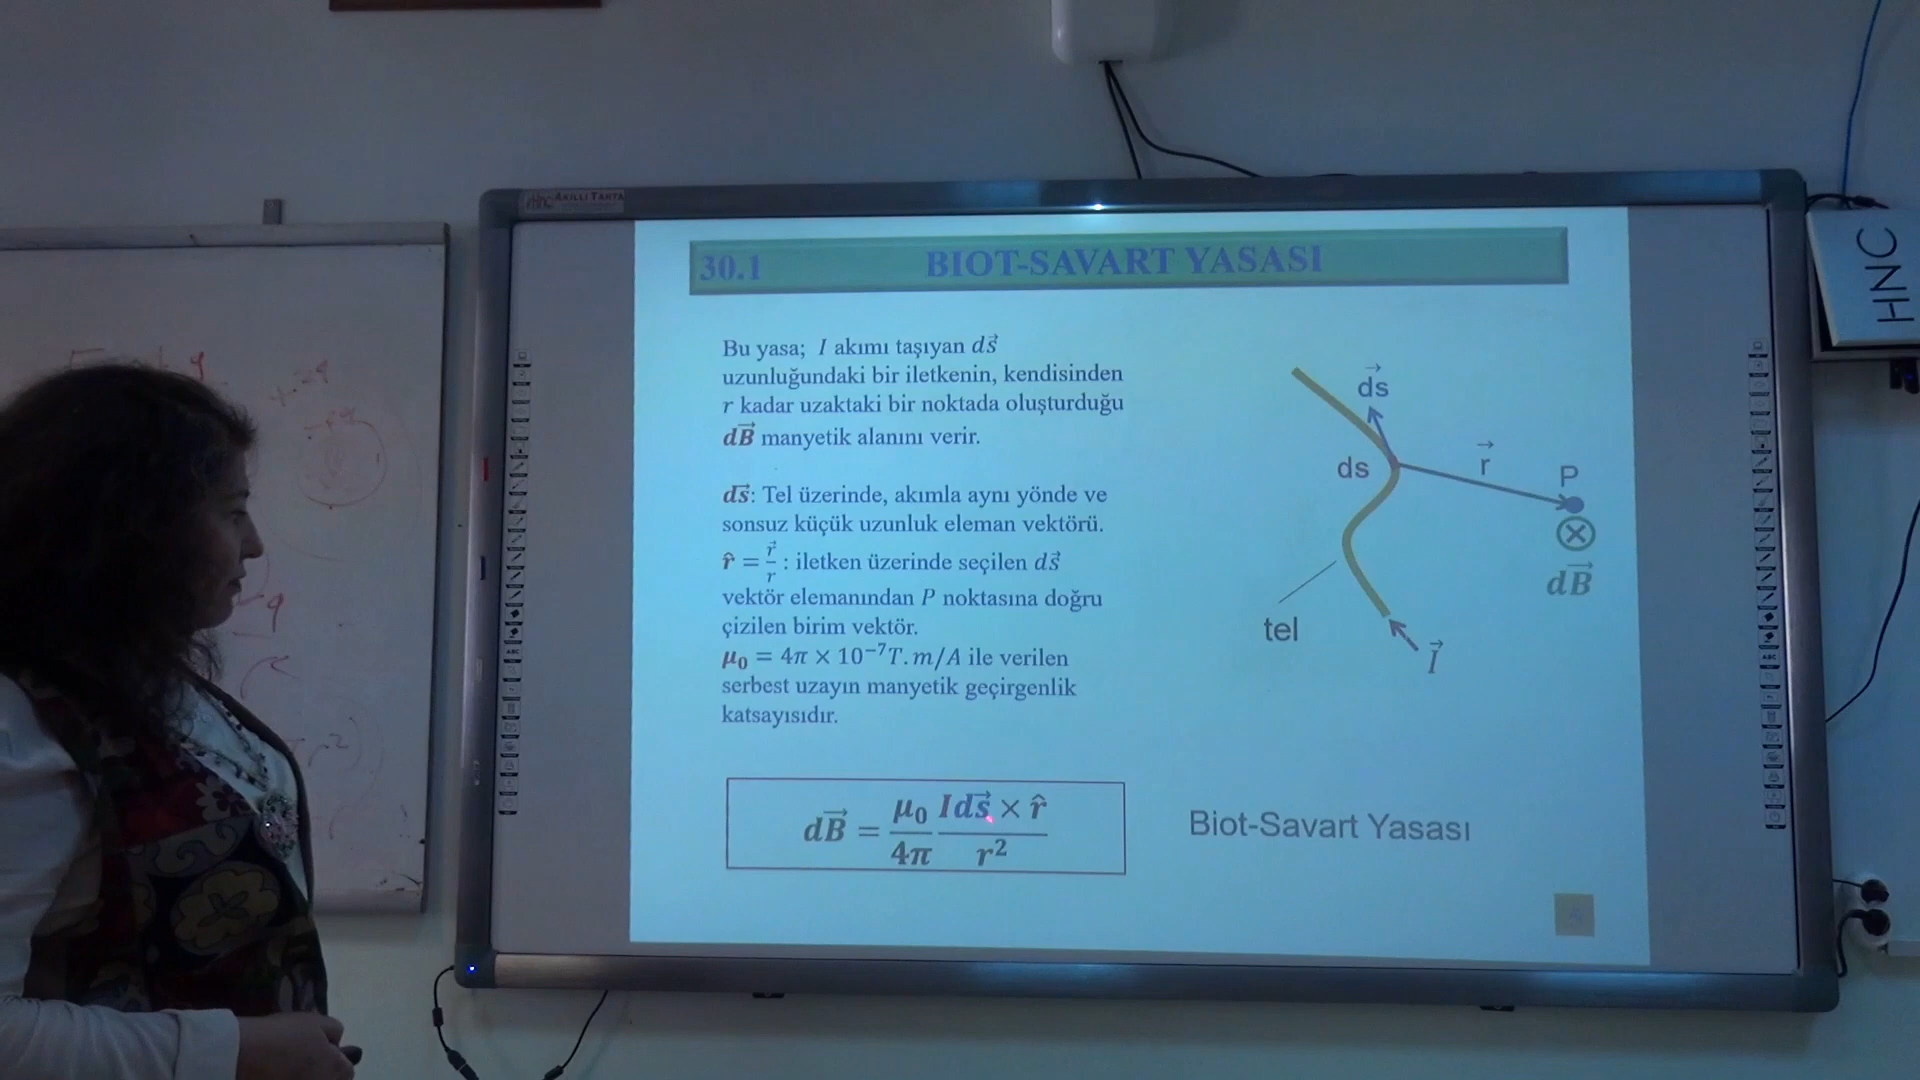 HNC AKILLI TAHTA
HNC
30.1 BIOT-SAVART YASASI
Bu yasa; I akımı taşıyan ds⃗
uzunluğundaki bir iletkenin, kendisinden
r kadar uzaktaki bir noktada oluşturduğu
dB⃗ manyetik alanını verir.
ds⃗: Tel üzerinde, akımla aynı yönde ve
sonsuz küçük uzunluk eleman vektörü.
r̂ = r⃗/r : iletken üzerinde seçilen ds⃗
vektör elemanından P noktasına doğru
çizilen birim vektör.
μ₀ = 4π × 10⁻⁷T.m/A ile verilen
serbest uzayın manyetik geçirgenlik
katsayısıdır.
ds⃗
ds
r⃗
P
dB⃗
tel
I⃗
dB⃗ = μ₀/4π Ids⃗ × r̂/r²
Biot-Savart Yasası